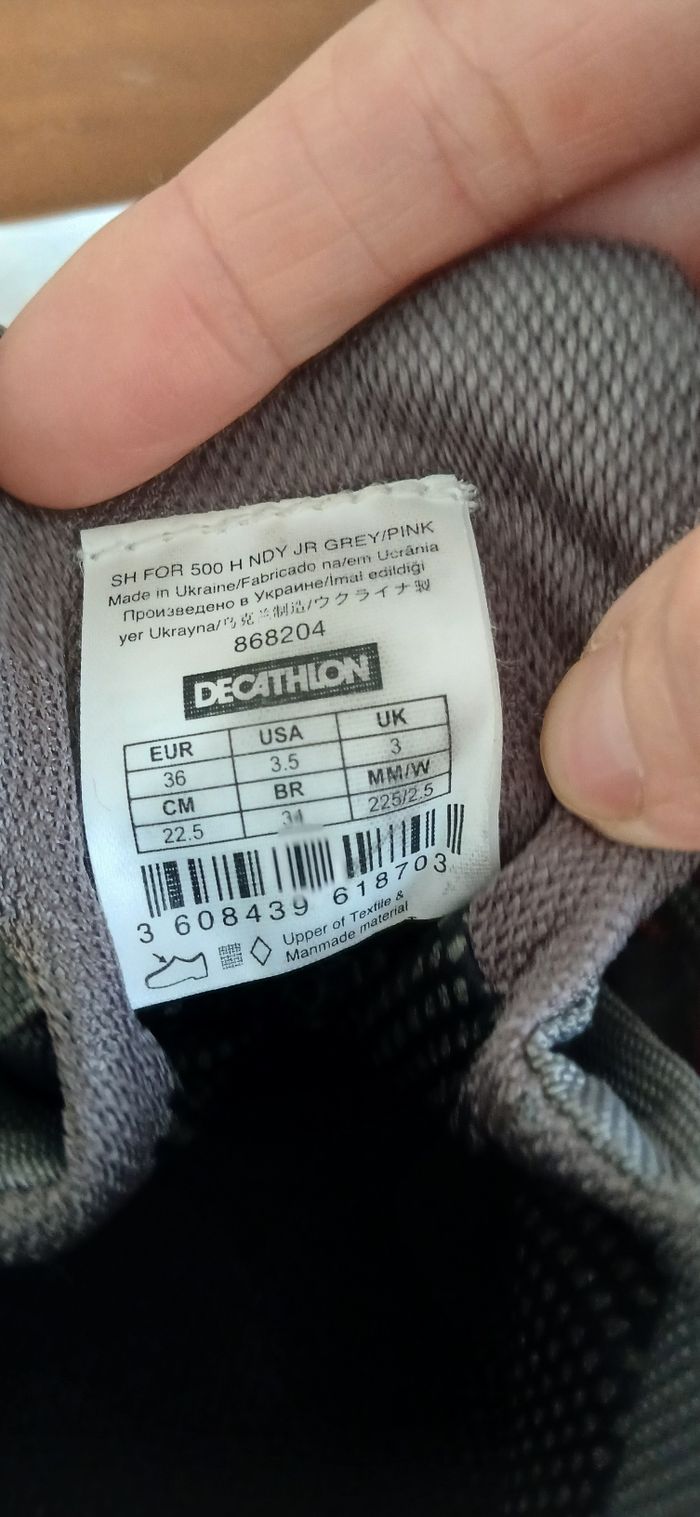 SH FOR 500 H NDY JR GREY/PINK
Made in Ukraine/Fabricado na/em Ucrânia
Произведено в Украине/İmal edildiği
yer Ukrayna/乌克兰制造/ウクライナ製
868204
DECATHLON
EUR USA UK
36 3.5 3
CM BR MM/W
22.5 34 225/2.5
3 608439 618703
Upper of Textile &
Manmade material